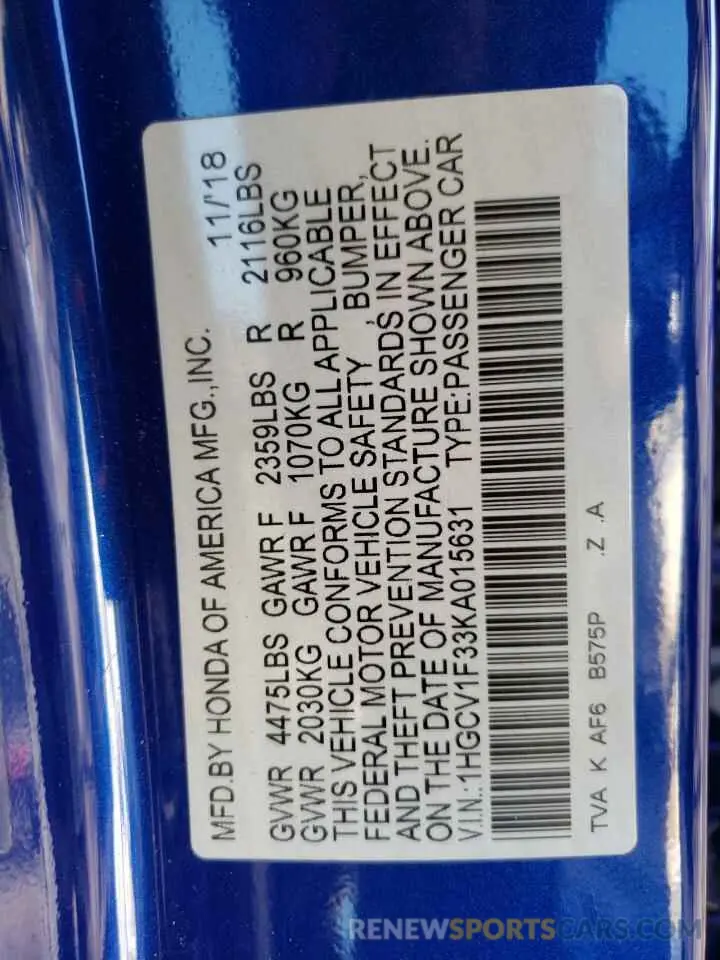 MFD.BY HONDA OF AMERICA MFG.,INC. 11/'18
GVWR 4475LBS GAWR F 2359LBS R 2116LBS
GVWR 2030KG GAWR F 1070KG R 960KG
THIS VEHICLE CONFORMS TO ALL APPLICABLE
FEDERAL MOTOR VEHICLE SAFETY , BUMPER,
AND THEFT PREVENTION STANDARDS IN EFFECT
ON THE DATE OF MANUFACTURE SHOWN ABOVE.
V.I.N.:1HGCV1F33KA015631 TYPE:PASSENGER CAR
TVA K AF6 B575P .Z .A
RENEWSPORTSCARS.COM